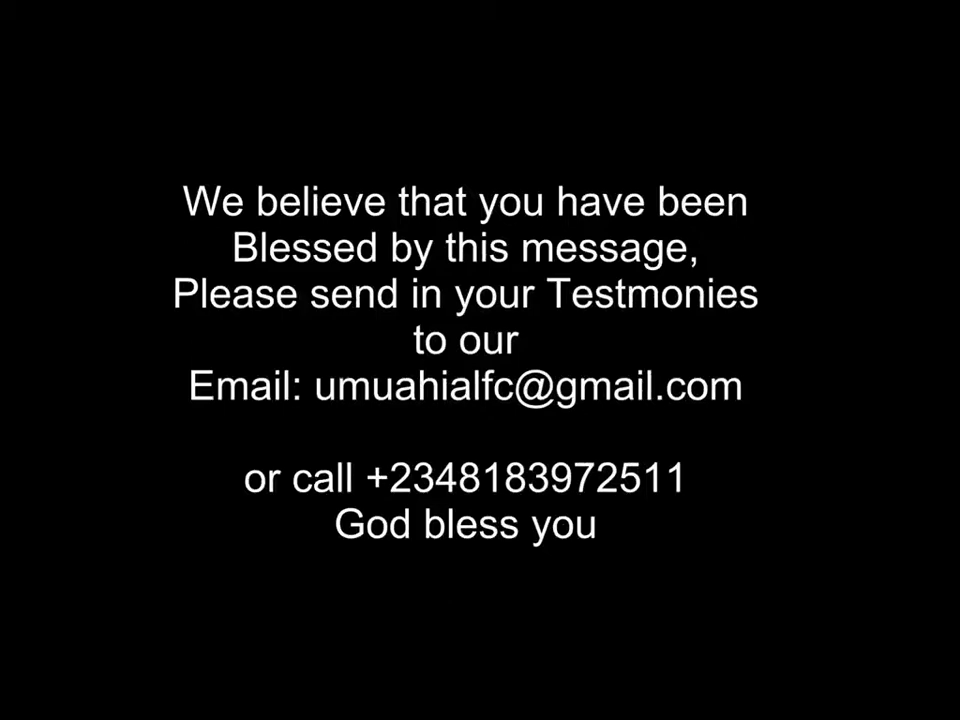 We believe that you have been
Blessed by this message,
Please send in your Testmonies
to our
Email: umuahialfc@gmail.com
or call +2348183972511
God bless you